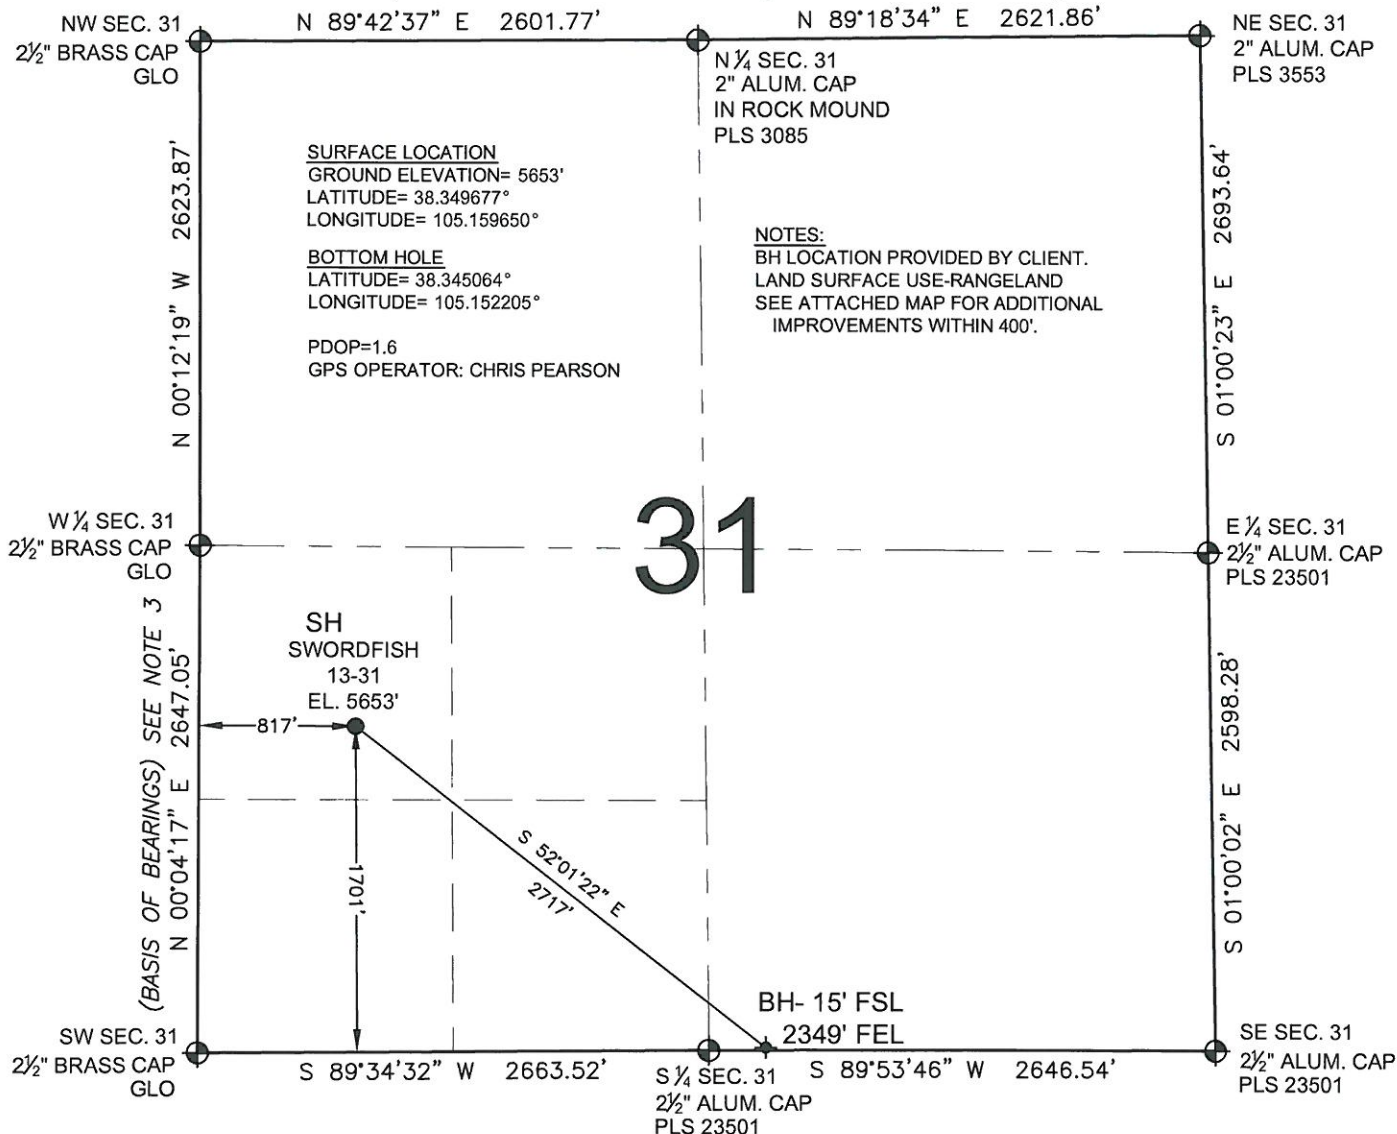 N 89°42'37" E 2601.77'
N 89°18'34" E 2621.86'
NW SEC. 31
2½" BRASS CAP
GLO
N ¼ SEC. 31
2" ALUM. CAP
IN ROCK MOUND
PLS 3085
NE SEC. 31
2" ALUM. CAP
PLS 3553
SURFACE LOCATION
GROUND ELEVATION= 5653'
LATITUDE= 38.349677°
LONGITUDE= 105.159650°
BOTTOM HOLE
LATITUDE= 38.345064°
LONGITUDE= 105.152205°
PDOP=1.6
GPS OPERATOR: CHRIS PEARSON
NOTES:
BH LOCATION PROVIDED BY CLIENT.
LAND SURFACE USE-RANGELAND
SEE ATTACHED MAP FOR ADDITIONAL
IMPROVEMENTS WITHIN 400'.
N 00°12'19" W 2623.87'
S 01°00'23" E 2693.64'
W ¼ SEC. 31
2½" BRASS CAP
GLO
31
E ¼ SEC. 31
2½" ALUM. CAP
PLS 23501
(BASIS OF BEARINGS) SEE NOTE 3
N 00°04'17" E 2647.05'
SH
SWORDFISH
13-31
EL. 5653'
817'
1701'
S 52°01'22" E
2717'
S 01°00'02" E 2598.28'
BH- 15' FSL
2349' FEL
SW SEC. 31
2½" BRASS CAP
GLO
S 89°34'32" W 2663.52'
S ¼ SEC. 31
2½" ALUM. CAP
PLS 23501
S 89°53'46" W 2646.54'
SE SEC. 31
2½" ALUM. CAP
PLS 23501